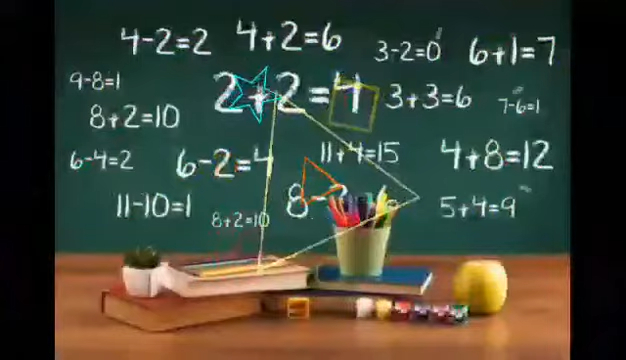 4-2=2 4+2=6 3-2=0 6+1=7
9-8=1 2+2=4 3+3=6 7-6=1
8+2=10
6-4=2 6-2=4 11+4=15 4+8=12
11-10=1 8+2=10 5+4=9